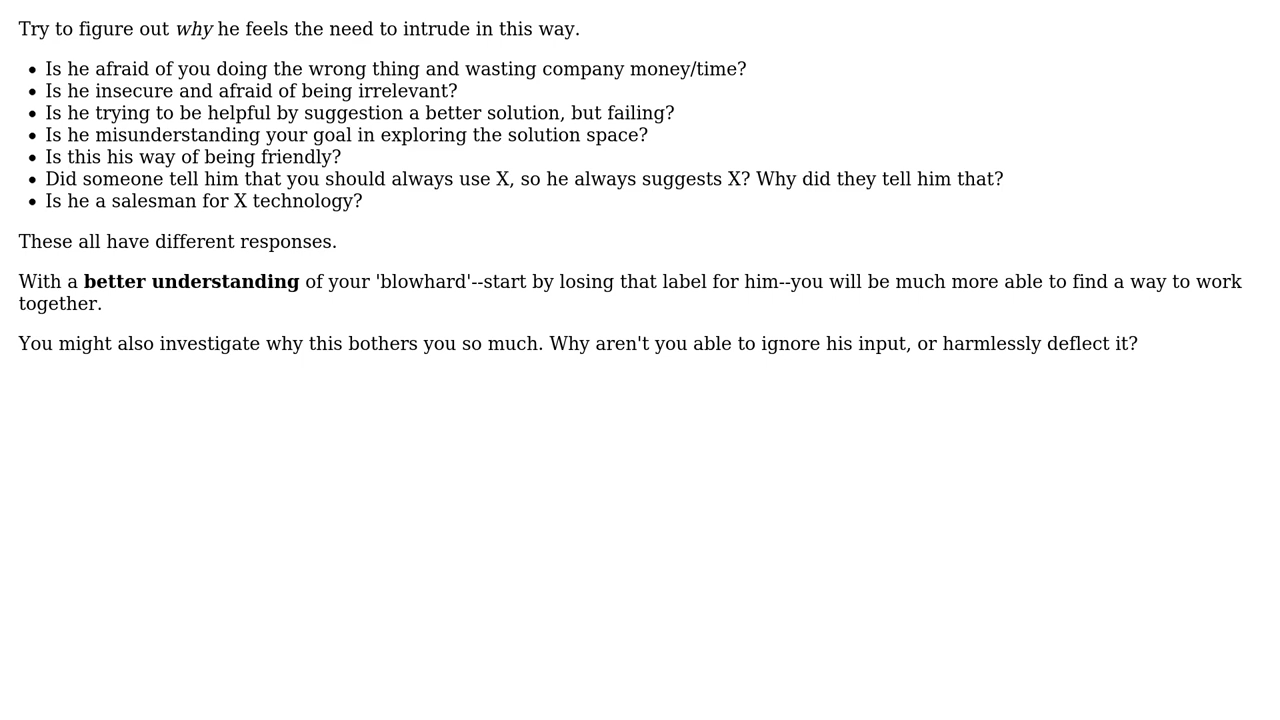 Try to figure out why he feels the need to intrude in this way.
• Is he afraid of you doing the wrong thing and wasting company money/time?
• Is he insecure and afraid of being irrelevant?
• Is he trying to be helpful by suggestion a better solution, but failing?
• Is he misunderstanding your goal in exploring the solution space?
• Is this his way of being friendly?
• Did someone tell him that you should always use X, so he always suggests X? Why did they tell him that?
• Is he a salesman for X technology?
These all have different responses.
With a better understanding of your 'blowhard'--start by losing that label for him--you will be much more able to find a way to work
together.
You might also investigate why this bothers you so much. Why aren't you able to ignore his input, or harmlessly deflect it?